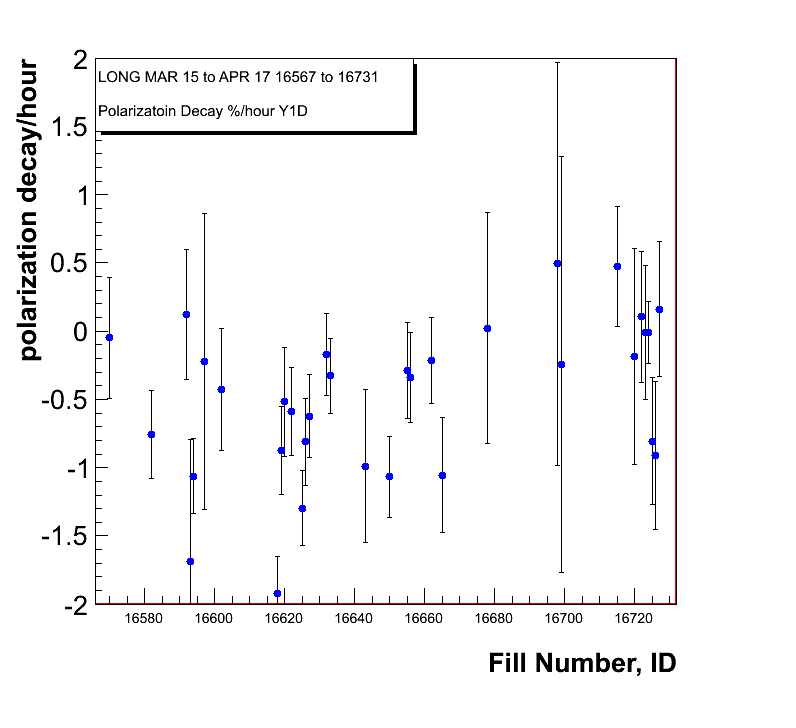 LONG MAR 15 to APR 17 16567 to 16731
Polarizatoin Decay %/hour Y1D
polarization decay/hour
2
1.5
1
0.5
0
-0.5
-1
-1.5
-2
16580 16600 16620 16640 16660 16680 16700 16720
Fill Number, ID